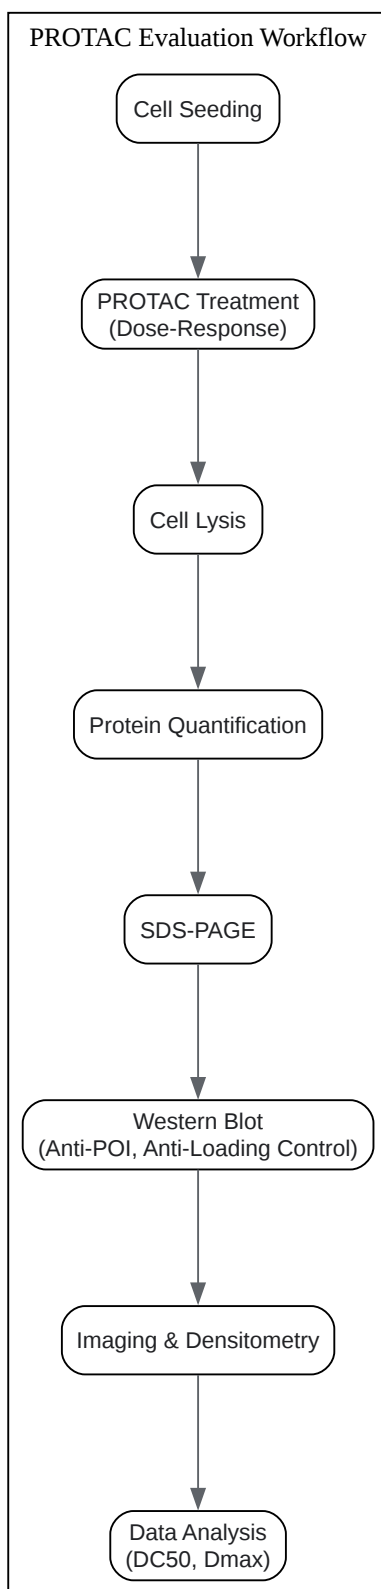 PROTAC Evaluation Workflow
Cell Seeding
PROTAC Treatment
(Dose-Response)
Cell Lysis
Protein Quantification
SDS-PAGE
Western Blot
(Anti-POI, Anti-Loading Control)
Imaging & Densitometry
Data Analysis
(DC50, Dmax)